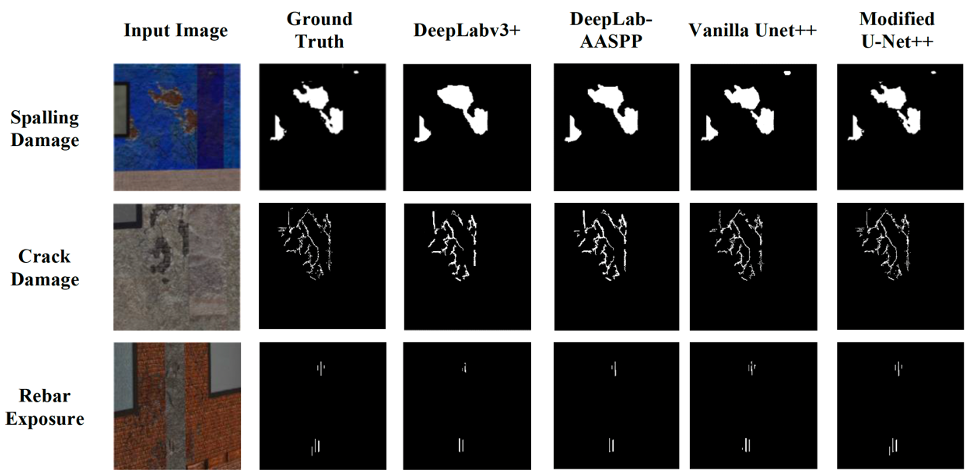 Input Image
Ground
Truth
DeepLabv3+
DeepLab-
AASPP
Vanilla Unet++
Modified
U-Net++
Spalling
Damage
Crack
Damage
Rebar
Exposure